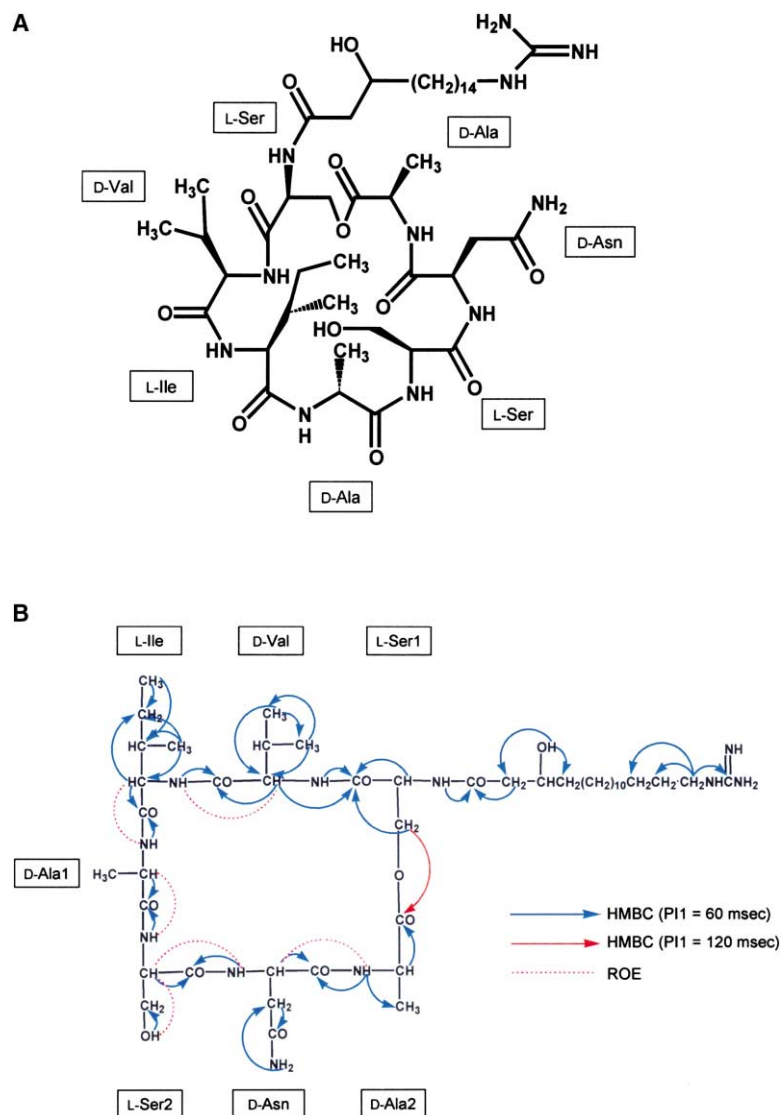 A
H₂N
HO
NH
(CH₂)₁₄
NH
O
L-Ser
D-Ala
HN
O
CH₃
D-Val
CH₃
H₃C
O
O
NH
NH₂
O
D-Asn
NH
CH₃
O
O
O
CH₃
NH
HN
HO
CH₃
L-Ile
O
NH
O
N
H
O
L-Ser
D-Ala
B
L-Ile
D-Val
L-Ser1
CH₃
CH₂
CH₃
OH
NH
HC
CH₃
HC
CH₃
HC
NH
CO
CH
NH
CO
CH
NH
CO
CH₂
CH₂(CH₂)₁₀CH₂CH₂CH₂NHCNH₂
CO
CH₂
NH
O
D-Ala1
H₃C
CH
HMBC (PI1 = 60 msec)
CO
CO
HMBC (PI1 = 120 msec)
NH
ROE
CH
CO
NH
CH
CO
NH
CH
CH₂
CH₂
CH₃
OH
CO
NH₂
L-Ser2
D-Asn
D-Ala2